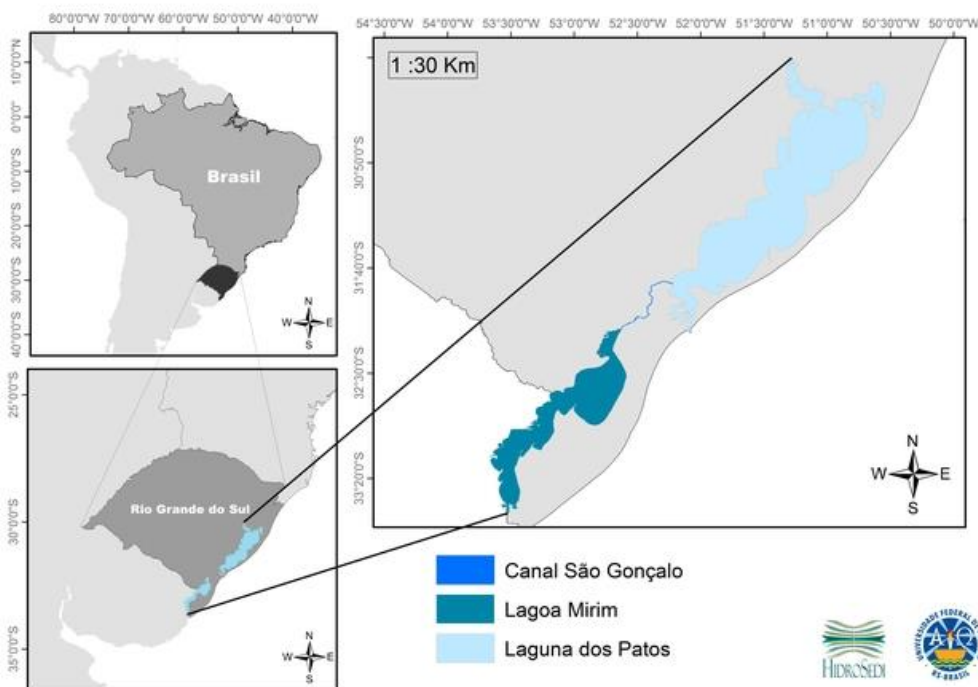 80°0'0"W 70°0'0"W 60°0'0"W 50°0'0"W 40°0'0"W
10°0'0"N
0°0'0"
10°0'0"S
20°0'0"S
30°0'0"S
40°0'0"S
Brasil
N
W E
S
25°0'0"S
30°0'0"S
35°0'0"S
Rio Grande do Sul
N
W E
S
54°30'0"W 54°0'0"W 53°30'0"W 53°0'0"W 52°30'0"W 52°0'0"W 51°30'0"W 51°0'0"W 50°30'0"W 50°0'0"W
1 :30 Km
30°50'S
31°40'0"S
32°30'0"S
33°20'0"S
N
W E
S
Canal São Gonçalo
Lagoa Mirim
Laguna dos Patos
HIDROSEDI
UNIVERSIDADE FEDERAL DE
RS-BRASIL